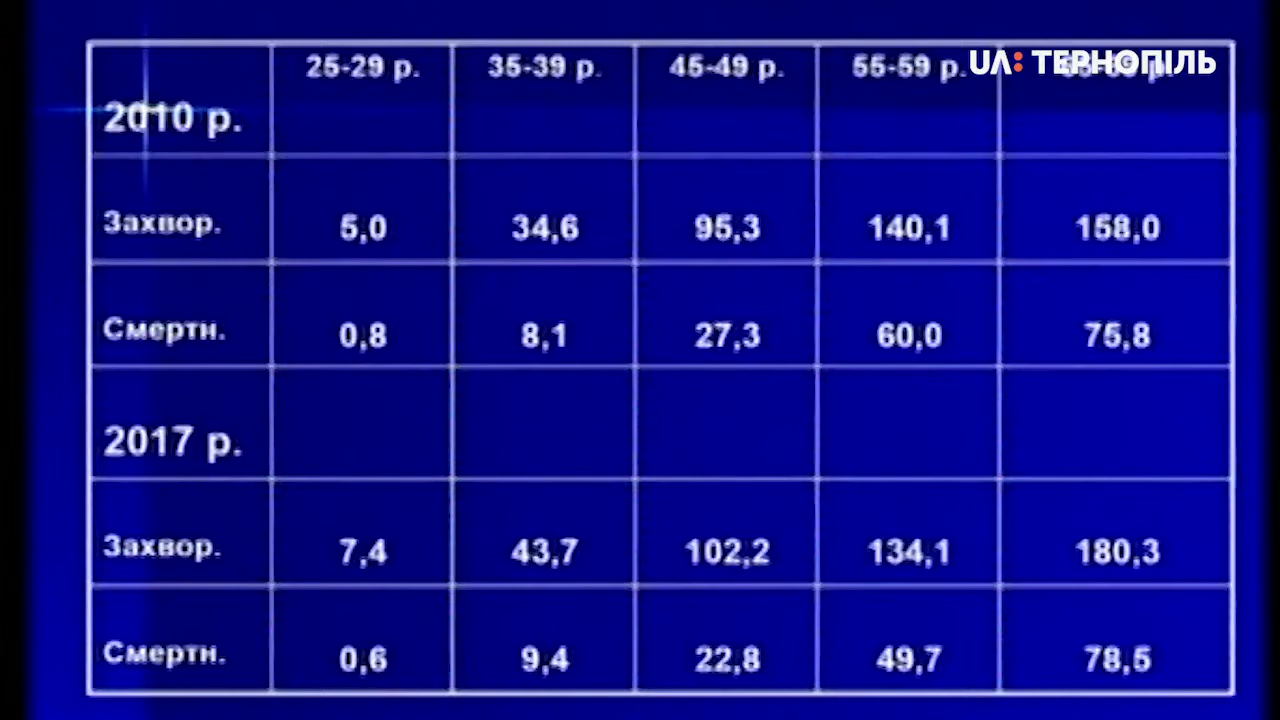 UA: ТЕРНОПІЛЬ
25-29 р. 35-39 р. 45-49 р. 55-59 р.
2010 р.
Захвор. 5,0 34,6 95,3 140,1 158,0
Смертн. 0,8 8,1 27,3 60,0 75,8
2017 р.
Захвор. 7,4 43,7 102,2 134,1 180,3
Смертн. 0,6 9,4 22,8 49,7 78,5